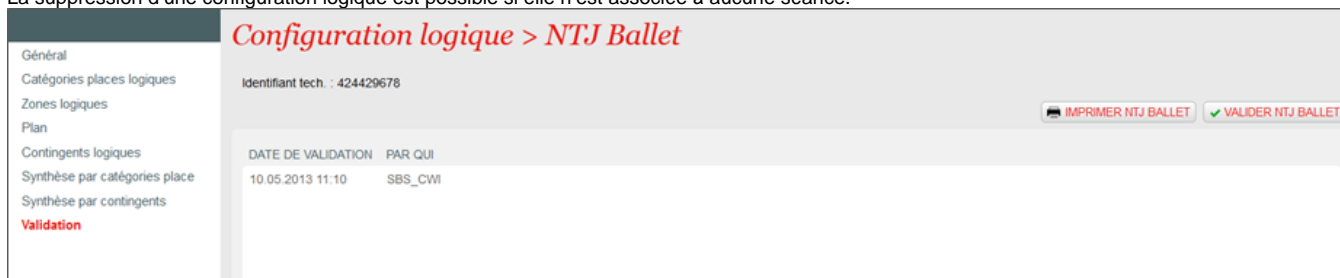 La suppression d'une configuration logique est possible si elle n'est associée à aucune séance.
Configuration logique > NTJ Ballet
Général
Catégories places logiques
Zones logiques
Plan
Contingents logiques
Synthèse par catégories place
Synthèse par contingents
Validation
Identifiant tech. : 424429678
IMPRIMER NTJ BALLET
VALIDER NTJ BALLET
DATE DE VALIDATION PAR QUI
10.05.2013 11:10 SBS_CWI